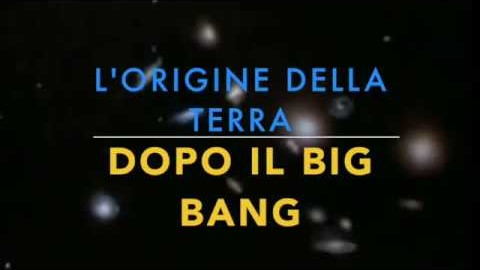 L'ORIGINE DELLA
TERRA
DOPO IL BIG
BANG